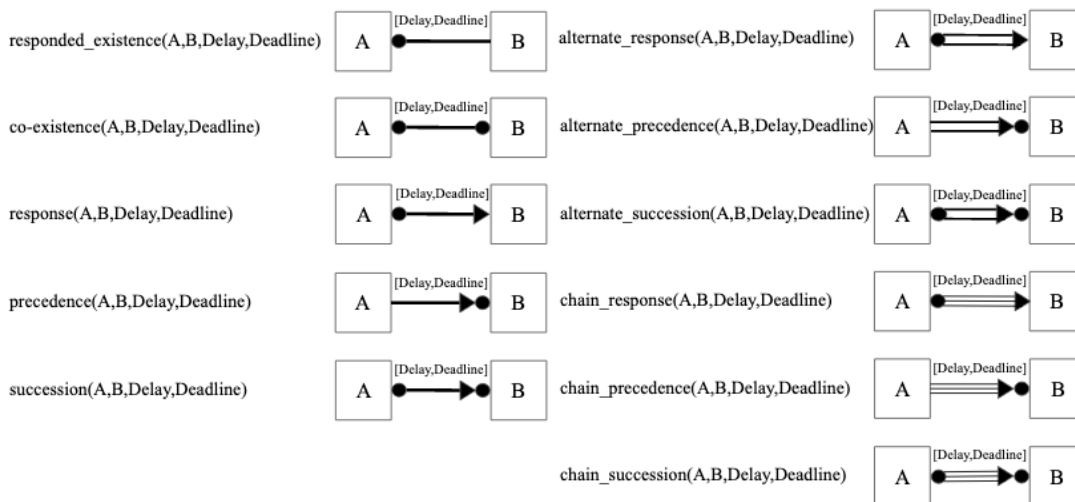 responded_existence(A,B,Delay,Deadline)
A
[Delay,Deadline]
B
co-existence(A,B,Delay,Deadline)
A
[Delay,Deadline]
B
response(A,B,Delay,Deadline)
A
[Delay,Deadline]
B
precedence(A,B,Delay,Deadline)
A
[Delay,Deadline]
B
succession(A,B,Delay,Deadline)
A
[Delay,Deadline]
B
alternate_response(A,B,Delay,Deadline)
A
[Delay,Deadline]
B
alternate_precedence(A,B,Delay,Deadline)
A
[Delay,Deadline]
B
alternate_succession(A,B,Delay,Deadline)
A
[Delay,Deadline]
B
chain_response(A,B,Delay,Deadline)
A
[Delay,Deadline]
B
chain_precedence(A,B,Delay,Deadline)
A
[Delay,Deadline]
B
chain_succession(A,B,Delay,Deadline)
A
[Delay,Deadline]
B